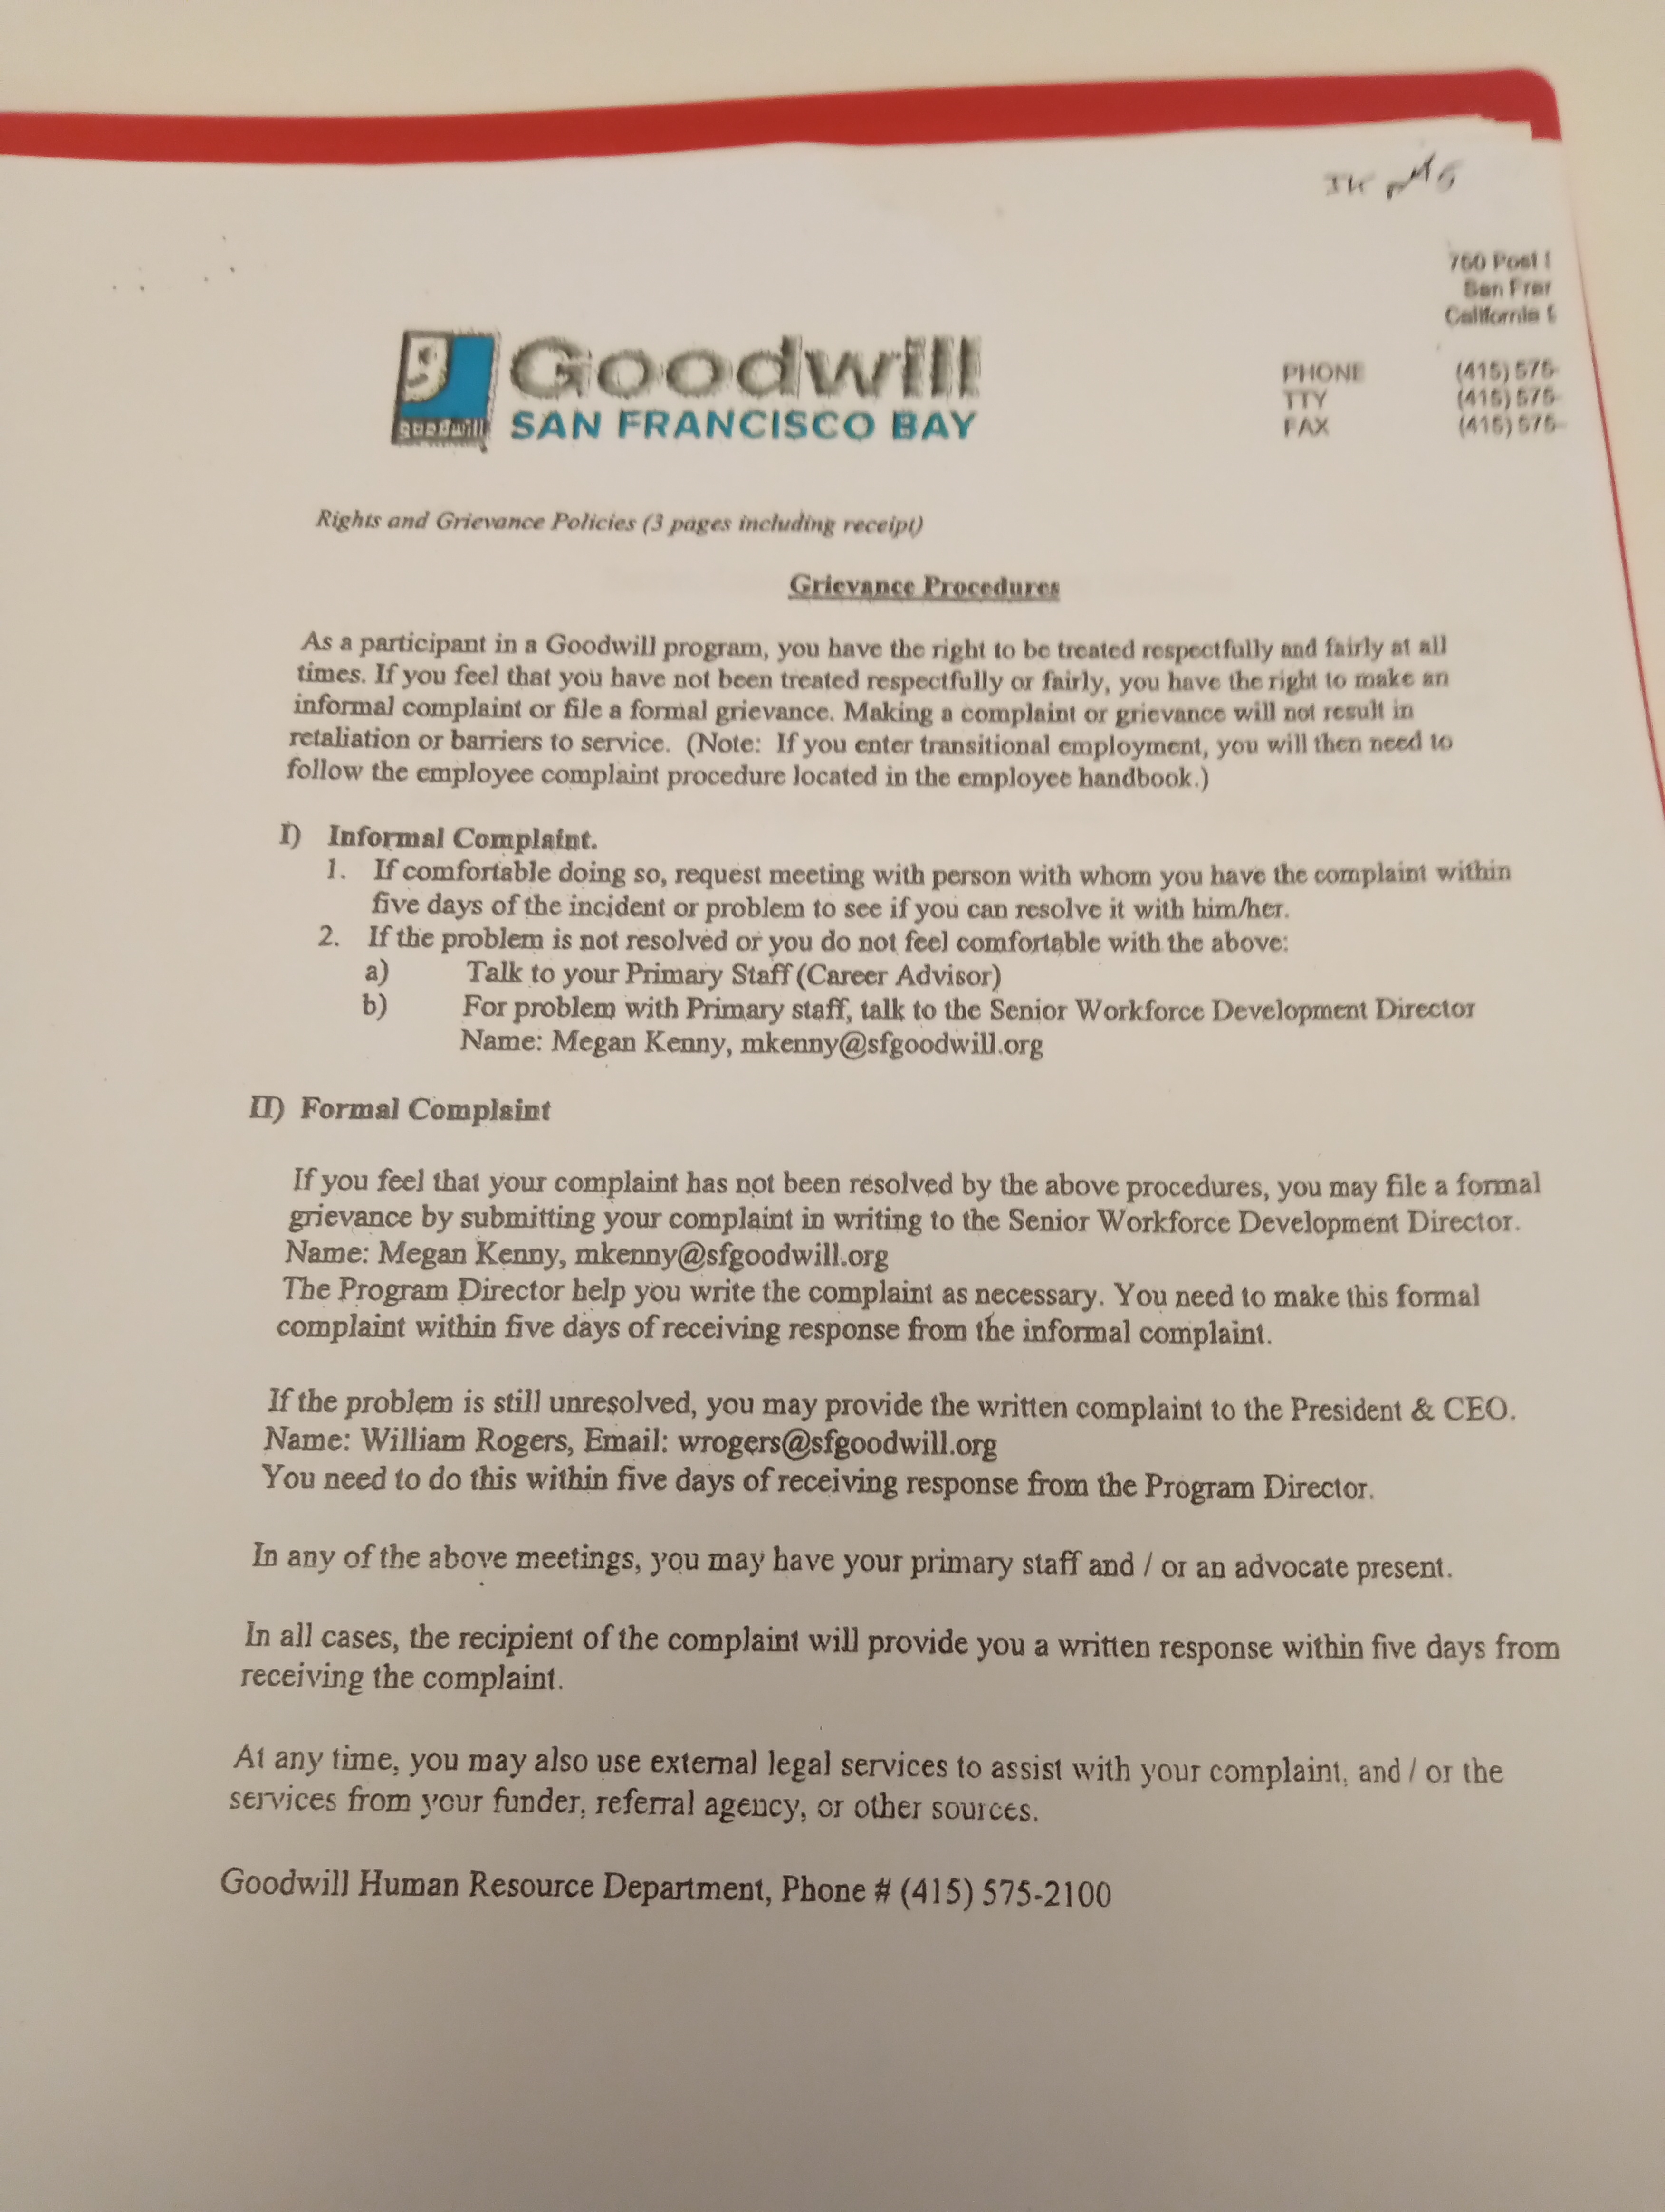 760 Post
San Fran
California
goodwill
Goodwill
SAN FRANCISCO BAY
PHONE (415) 575-
TTY (415) 575-
FAX (415) 575-
Rights and Grievance Policies (3 pages including receipt)
Grievance Procedures
As a participant in a Goodwill program, you have the right to be treated respectfully and fairly at all
times. If you feel that you have not been treated respectfully or fairly, you have the right to make an
informal complaint or file a formal grievance. Making a complaint or grievance will not result in
retaliation or barriers to service. (Note: If you enter transitional employment, you will then need to
follow the employee complaint procedure located in the employee handbook.)
I) Informal Complaint.
1. If comfortable doing so, request meeting with person with whom you have the complaint within
five days of the incident or problem to see if you can resolve it with him/her.
2. If the problem is not resolved or you do not feel comfortable with the above:
a) Talk to your Primary Staff (Career Advisor)
b) For problem with Primary staff, talk to the Senior Workforce Development Director
Name: Megan Kenny, mkenny@sfgoodwill.org
II) Formal Complaint
If you feel that your complaint has not been resolved by the above procedures, you may file a formal
grievance by submitting your complaint in writing to the Senior Workforce Development Director.
Name: Megan Kenny, mkenny@sfgoodwill.org
The Program Director help you write the complaint as necessary. You need to make this formal
complaint within five days of receiving response from the informal complaint.
If the problem is still unresolved, you may provide the written complaint to the President & CEO.
Name: William Rogers, Email: wrogers@sfgoodwill.org
You need to do this within five days of receiving response from the Program Director.
In any of the above meetings, you may have your primary staff and / or an advocate present.
In all cases, the recipient of the complaint will provide you a written response within five days from
receiving the complaint.
At any time, you may also use external legal services to assist with your complaint, and / or the
services from your funder, referral agency, or other sources.
Goodwill Human Resource Department, Phone # (415) 575-2100